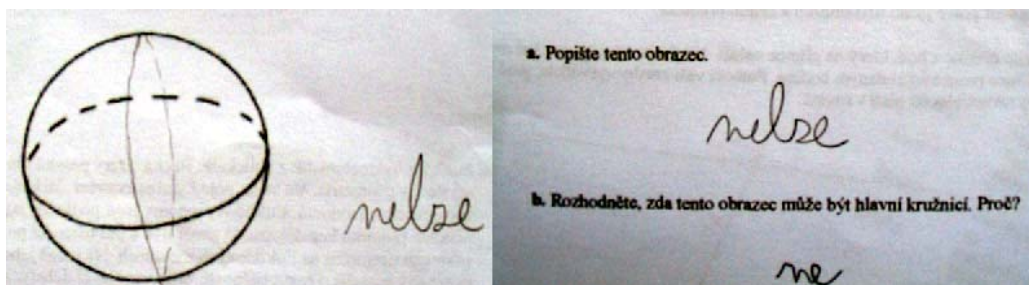 nelze
a. Popište tento obrazec.
nelze
b. Rozhodněte, zda tento obrazec může být hlavní kružnicí. Proč?
ne